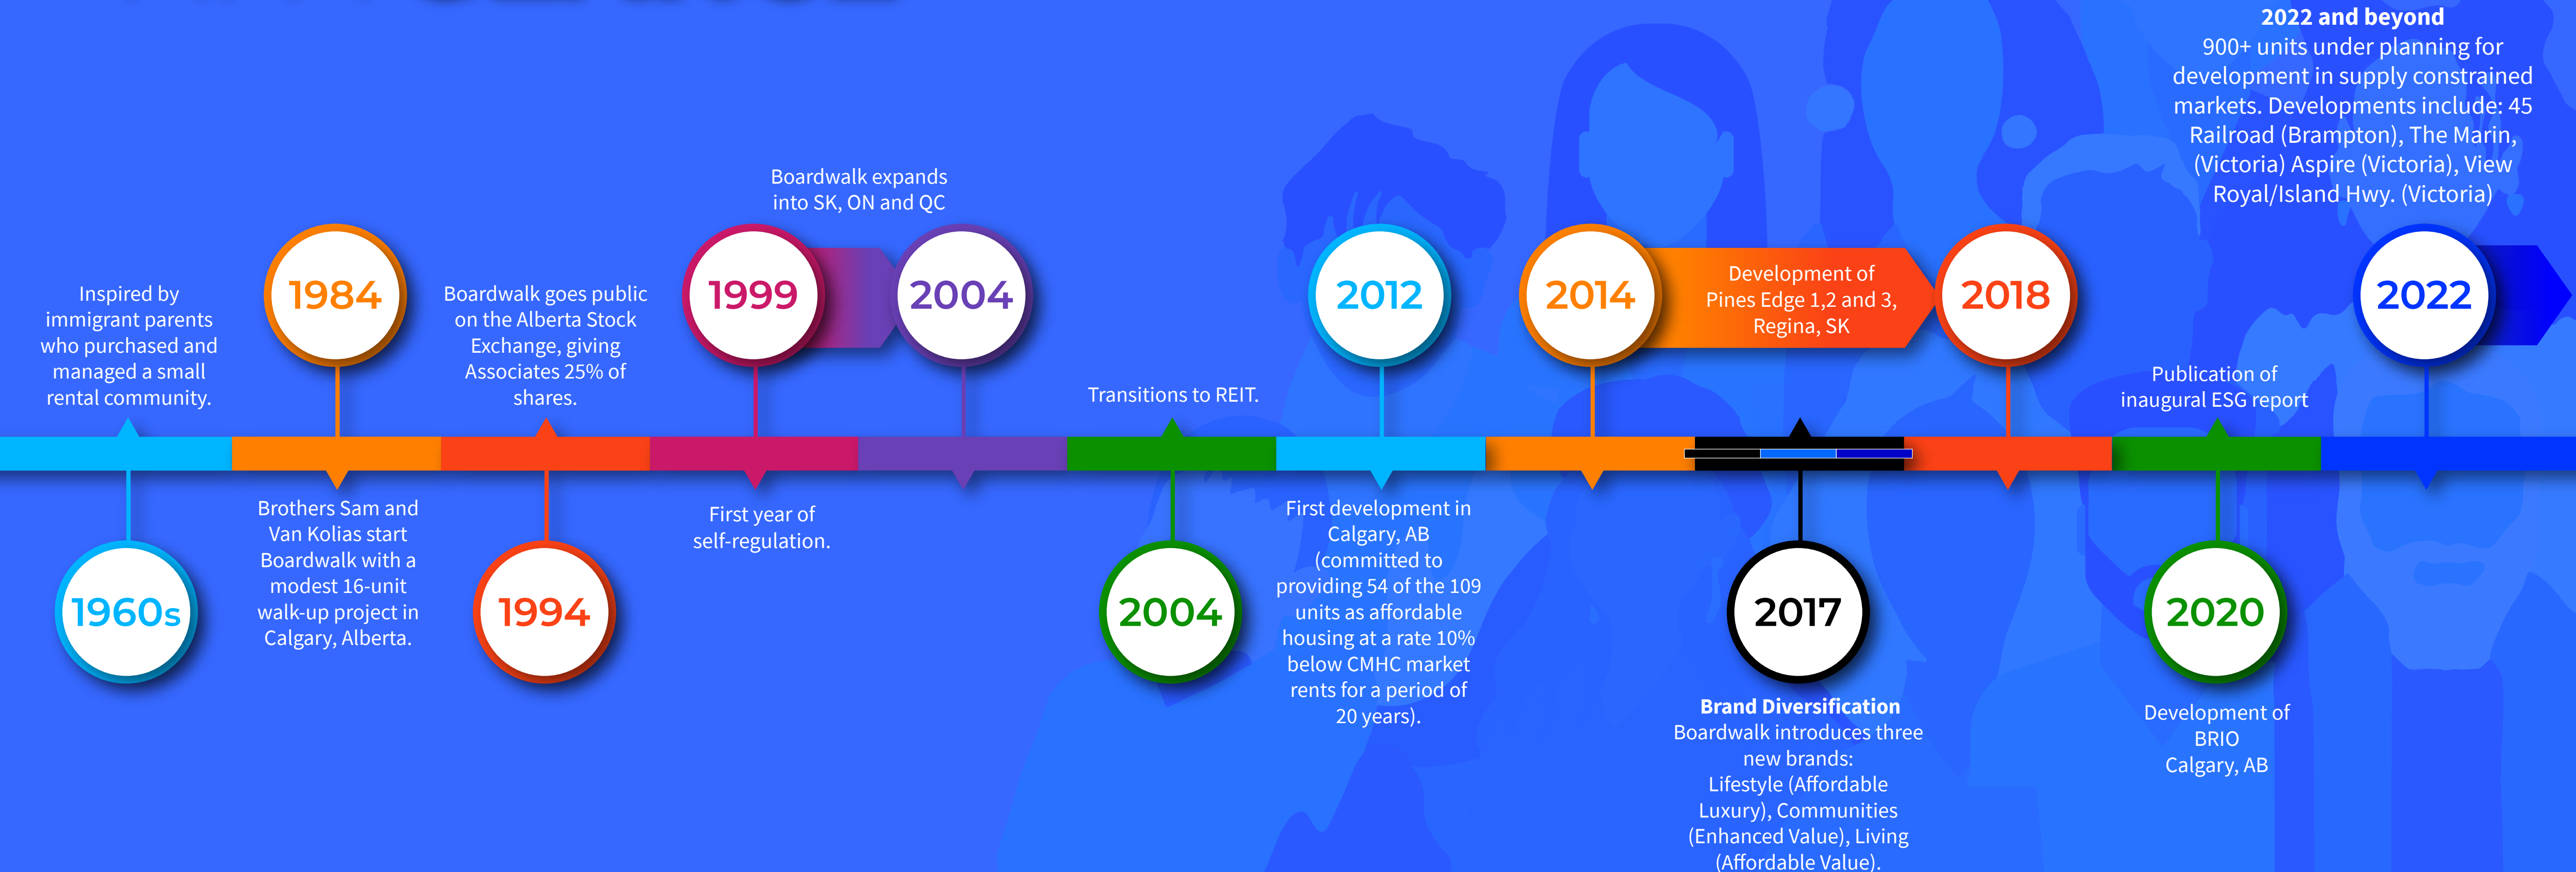 Inspired by
immigrant parents
who purchased and
managed a small
rental community.
1960s
1984
Brothers Sam and
Van Kolias start
Boardwalk with a
modest 16-unit
walk-up project in
Calgary, Alberta.
Boardwalk goes public
on the Alberta Stock
Exchange, giving
Associates 25% of
shares.
1994
Boardwalk expands
into SK, ON and QC
1999
2004
First year of
self-regulation.
Transitions to REIT.
2004
2012
First development in
Calgary, AB
(committed to
providing 54 of the 109
units as affordable
housing at a rate 10%
below CMHC market
rents for a period of
20 years).
2014
Development of
Pines Edge 1,2 and 3,
Regina, SK
2018
2017
Brand Diversification
Boardwalk introduces three
new brands:
Lifestyle (Affordable
Luxury), Communities
(Enhanced Value), Living
(Affordable Value).
Publication of
inaugural ESG report
2020
Development of
BRIO
Calgary, AB
2022 and beyond
900+ units under planning for
development in supply constrained
markets. Developments include: 45
Railroad (Brampton), The Marin,
(Victoria) Aspire (Victoria), View
Royal/Island Hwy. (Victoria)
2022